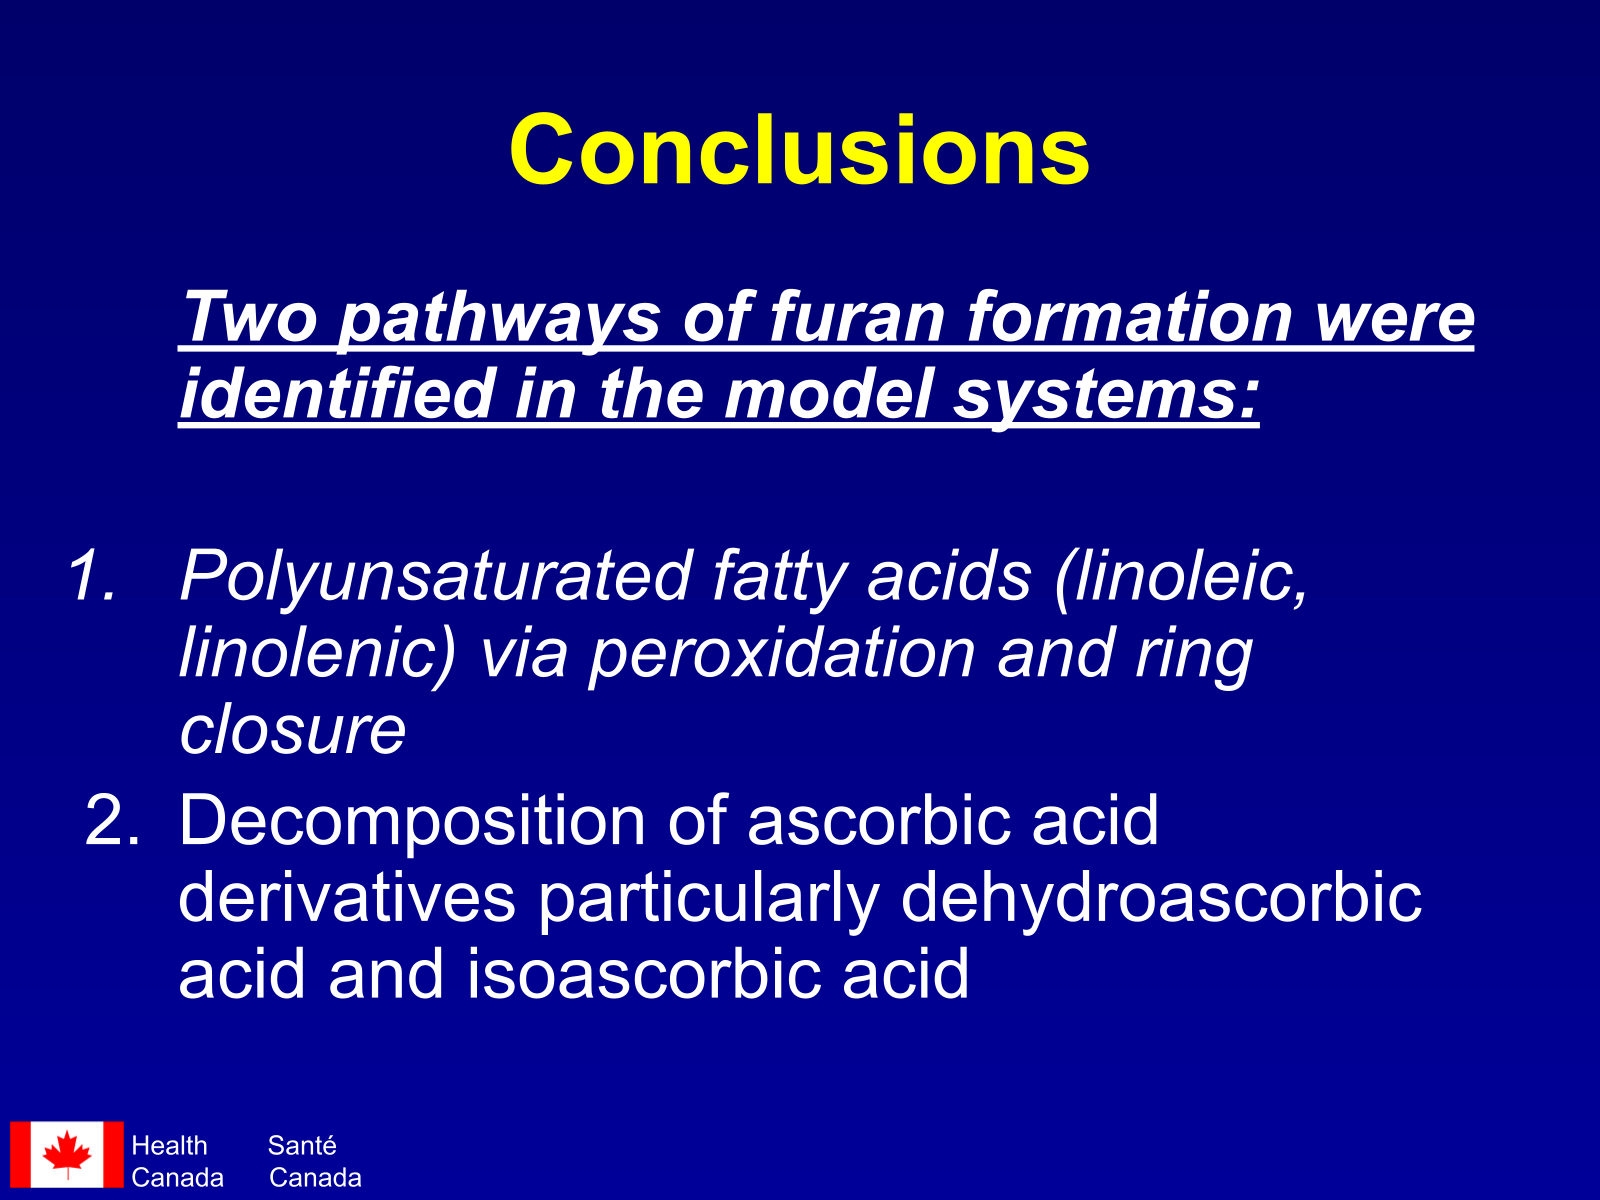 Conclusions
Two pathways of furan formation were
identified in the model systems:
1. Polyunsaturated fatty acids (linoleic,
linolenic) via peroxidation and ring
closure
2. Decomposition of ascorbic acid
derivatives particularly dehydroascorbic
acid and isoascorbic acid
Health Santé
Canada Canada